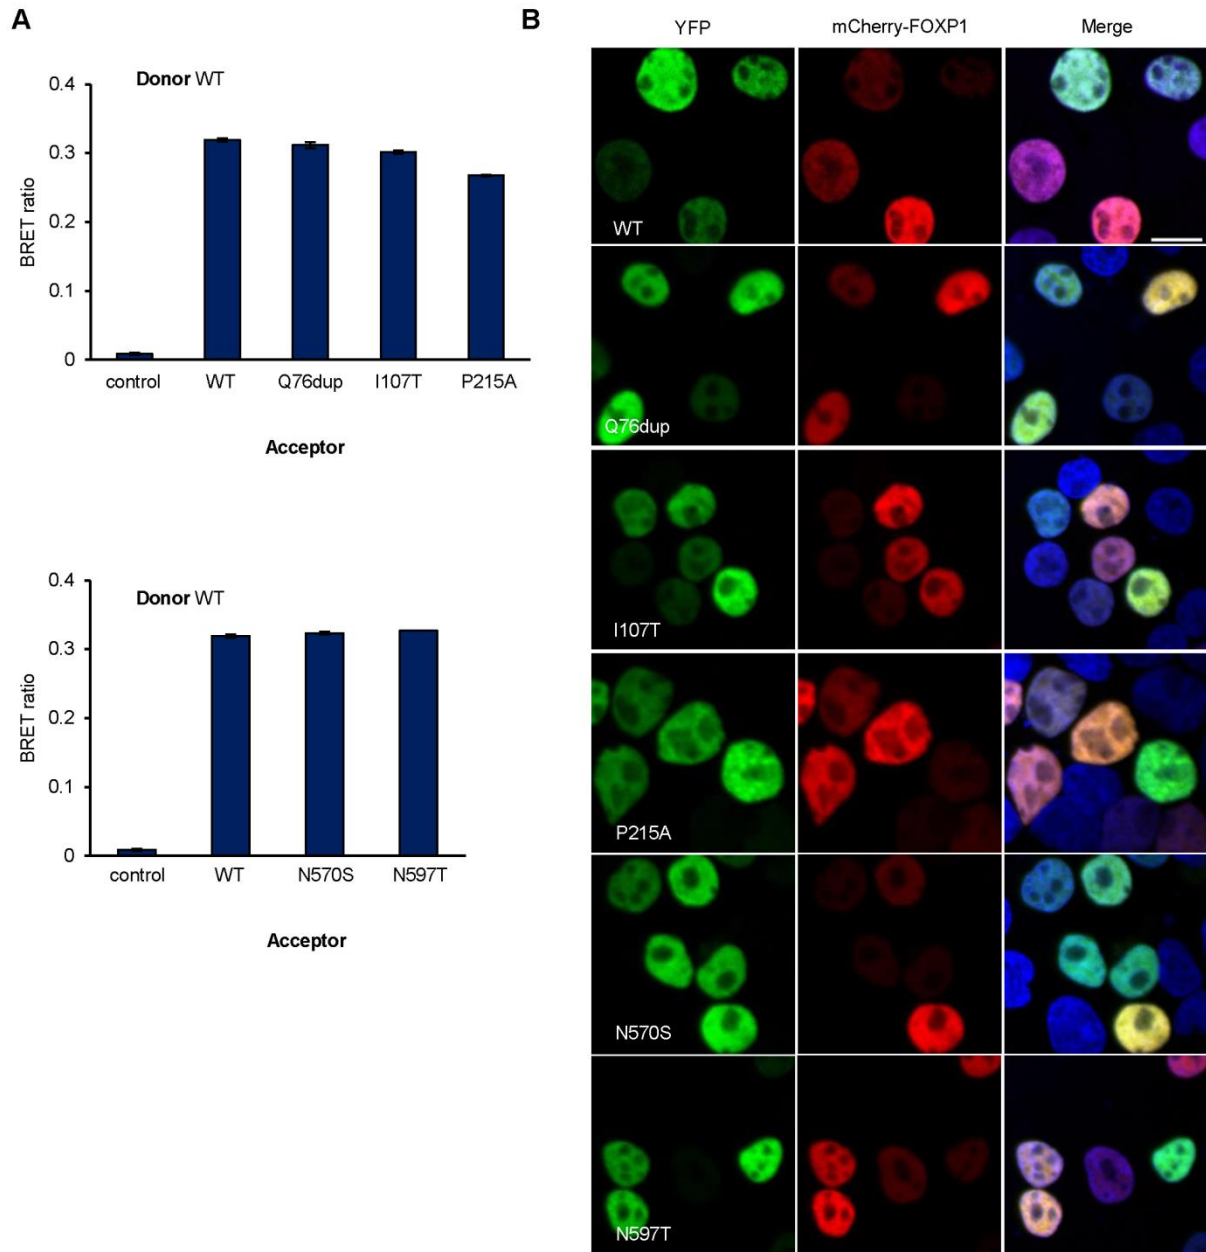 A
Donor WT
0.4
0.3
0.2
0.1
0
BRET ratio
control WT Q76dup I107T P215A
Acceptor
Donor WT
0.4
0.3
0.2
0.1
0
BRET ratio
control WT N570S N597T
Acceptor
B
YFP mCherry-FOXP1 Merge
WT
Q76dup
I107T
P215A
N570S
N597T